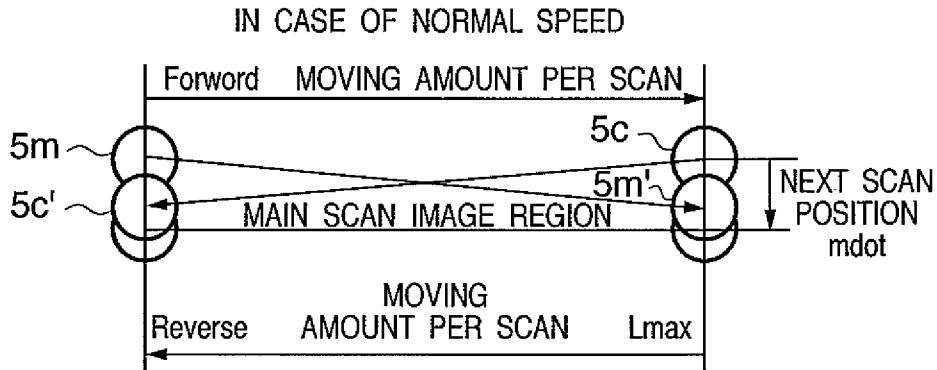 IN CASE OF NORMAL SPEED
Forword MOVING AMOUNT PER SCAN
5m
5c
5c'
5m'
NEXT SCAN
POSITION
mdot
MAIN SCAN IMAGE REGION
MOVING
AMOUNT PER SCAN
Reverse
Lmax